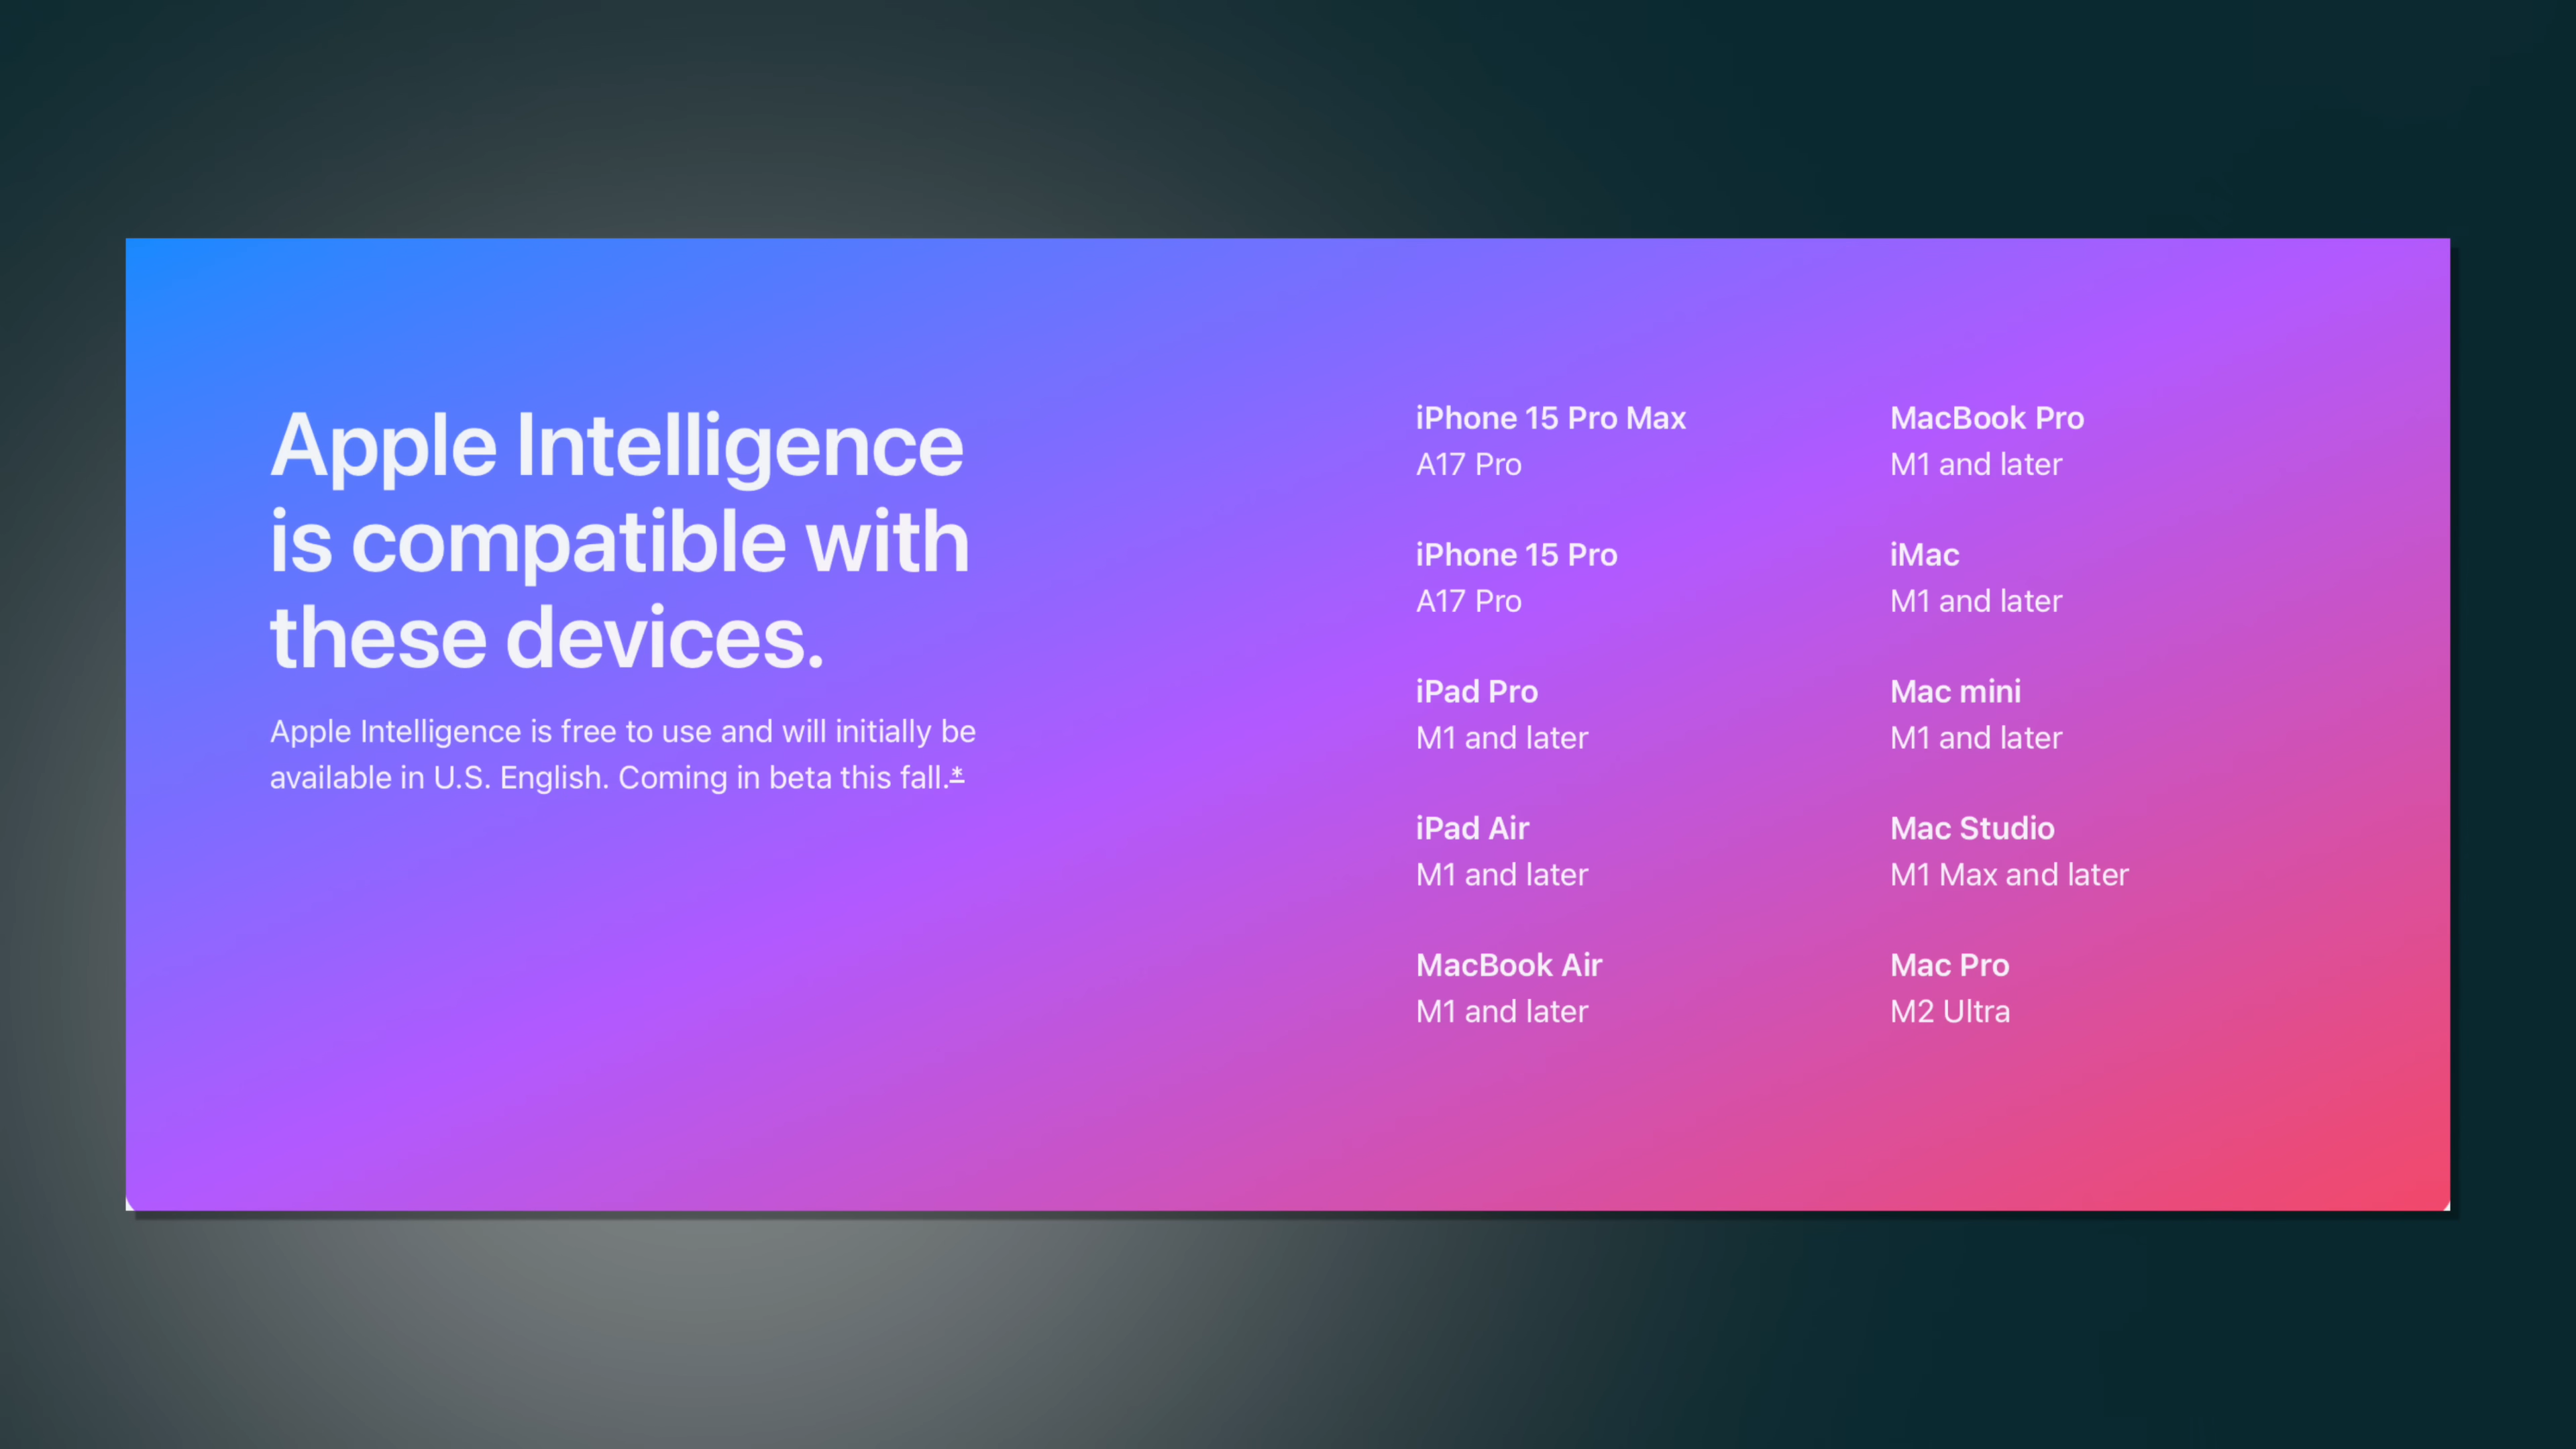 Apple Intelligence
is compatible with
these devices.
Apple Intelligence is free to use and will initially be
available in U.S. English. Coming in beta this fall.*
iPhone 15 Pro Max
A17 Pro
iPhone 15 Pro
A17 Pro
iPad Pro
M1 and later
iPad Air
M1 and later
MacBook Air
M1 and later
MacBook Pro
M1 and later
iMac
M1 and later
Mac mini
M1 and later
Mac Studio
M1 Max and later
Mac Pro
M2 Ultra